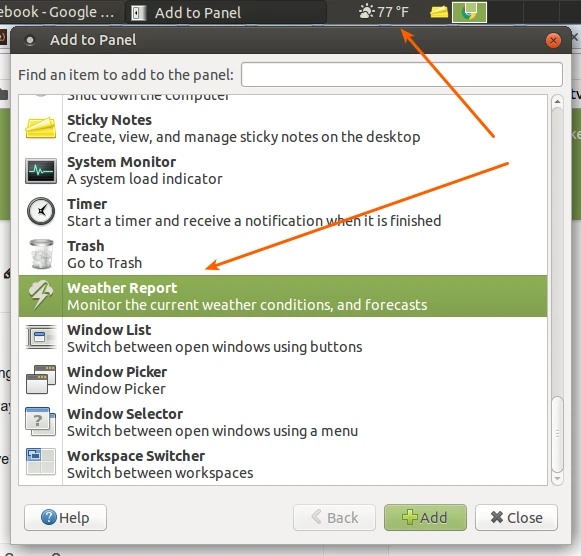 ebook - Google ...
Add to Panel
77 °F
Add to Panel
Find an item to add to the panel:
Shut down the computer
Sticky Notes
Create, view, and manage sticky notes on the desktop
System Monitor
A system load indicator
Timer
Start a timer and receive a notification when it is finished
Trash
Go to Trash
Weather Report
Monitor the current weather conditions, and forecasts
Window List
Switch between open windows using buttons
Window Picker
Window Picker
Window Selector
Switch between open windows using a menu
Workspace Switcher
Switch between workspaces
Help
Back
Add
Close